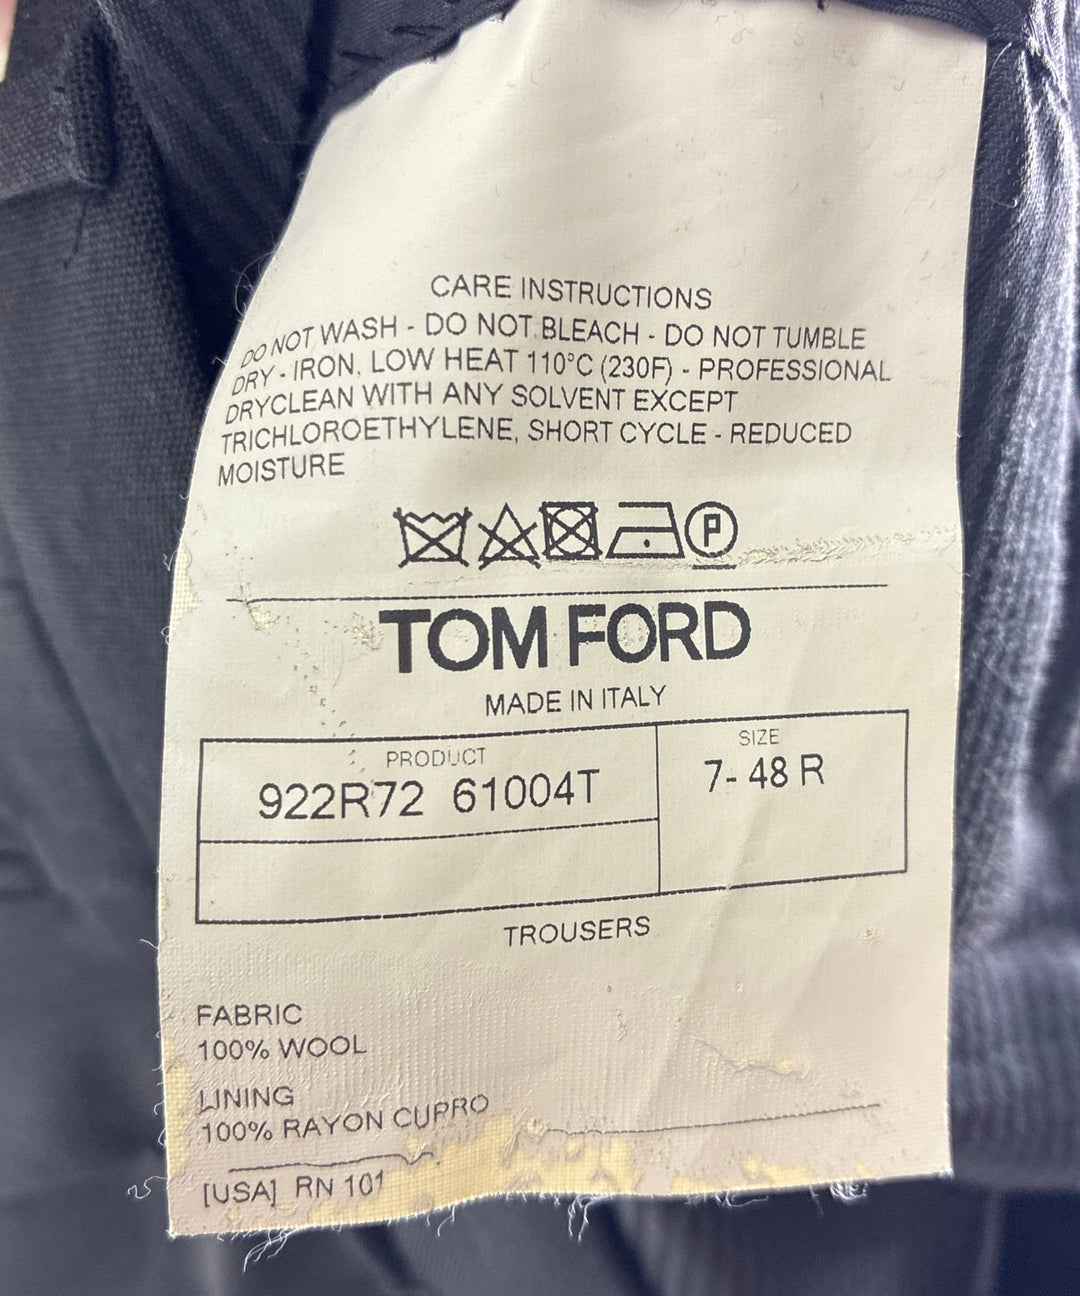 CARE INSTRUCTIONS
DO NOT WASH - DO NOT BLEACH - DO NOT TUMBLE
DRY - IRON, LOW HEAT 110°C (230F) - PROFESSIONAL
DRYCLEAN WITH ANY SOLVENT EXCEPT
TRICHLOROETHYLENE, SHORT CYCLE - REDUCED
MOISTURE
P
TOM FORD
MADE IN ITALY
PRODUCT
922R72 61004T
SIZE
7- 48 R
TROUSERS
FABRIC
100% WOOL
LINING
100% RAYON CUPRO
[USA] RN 101